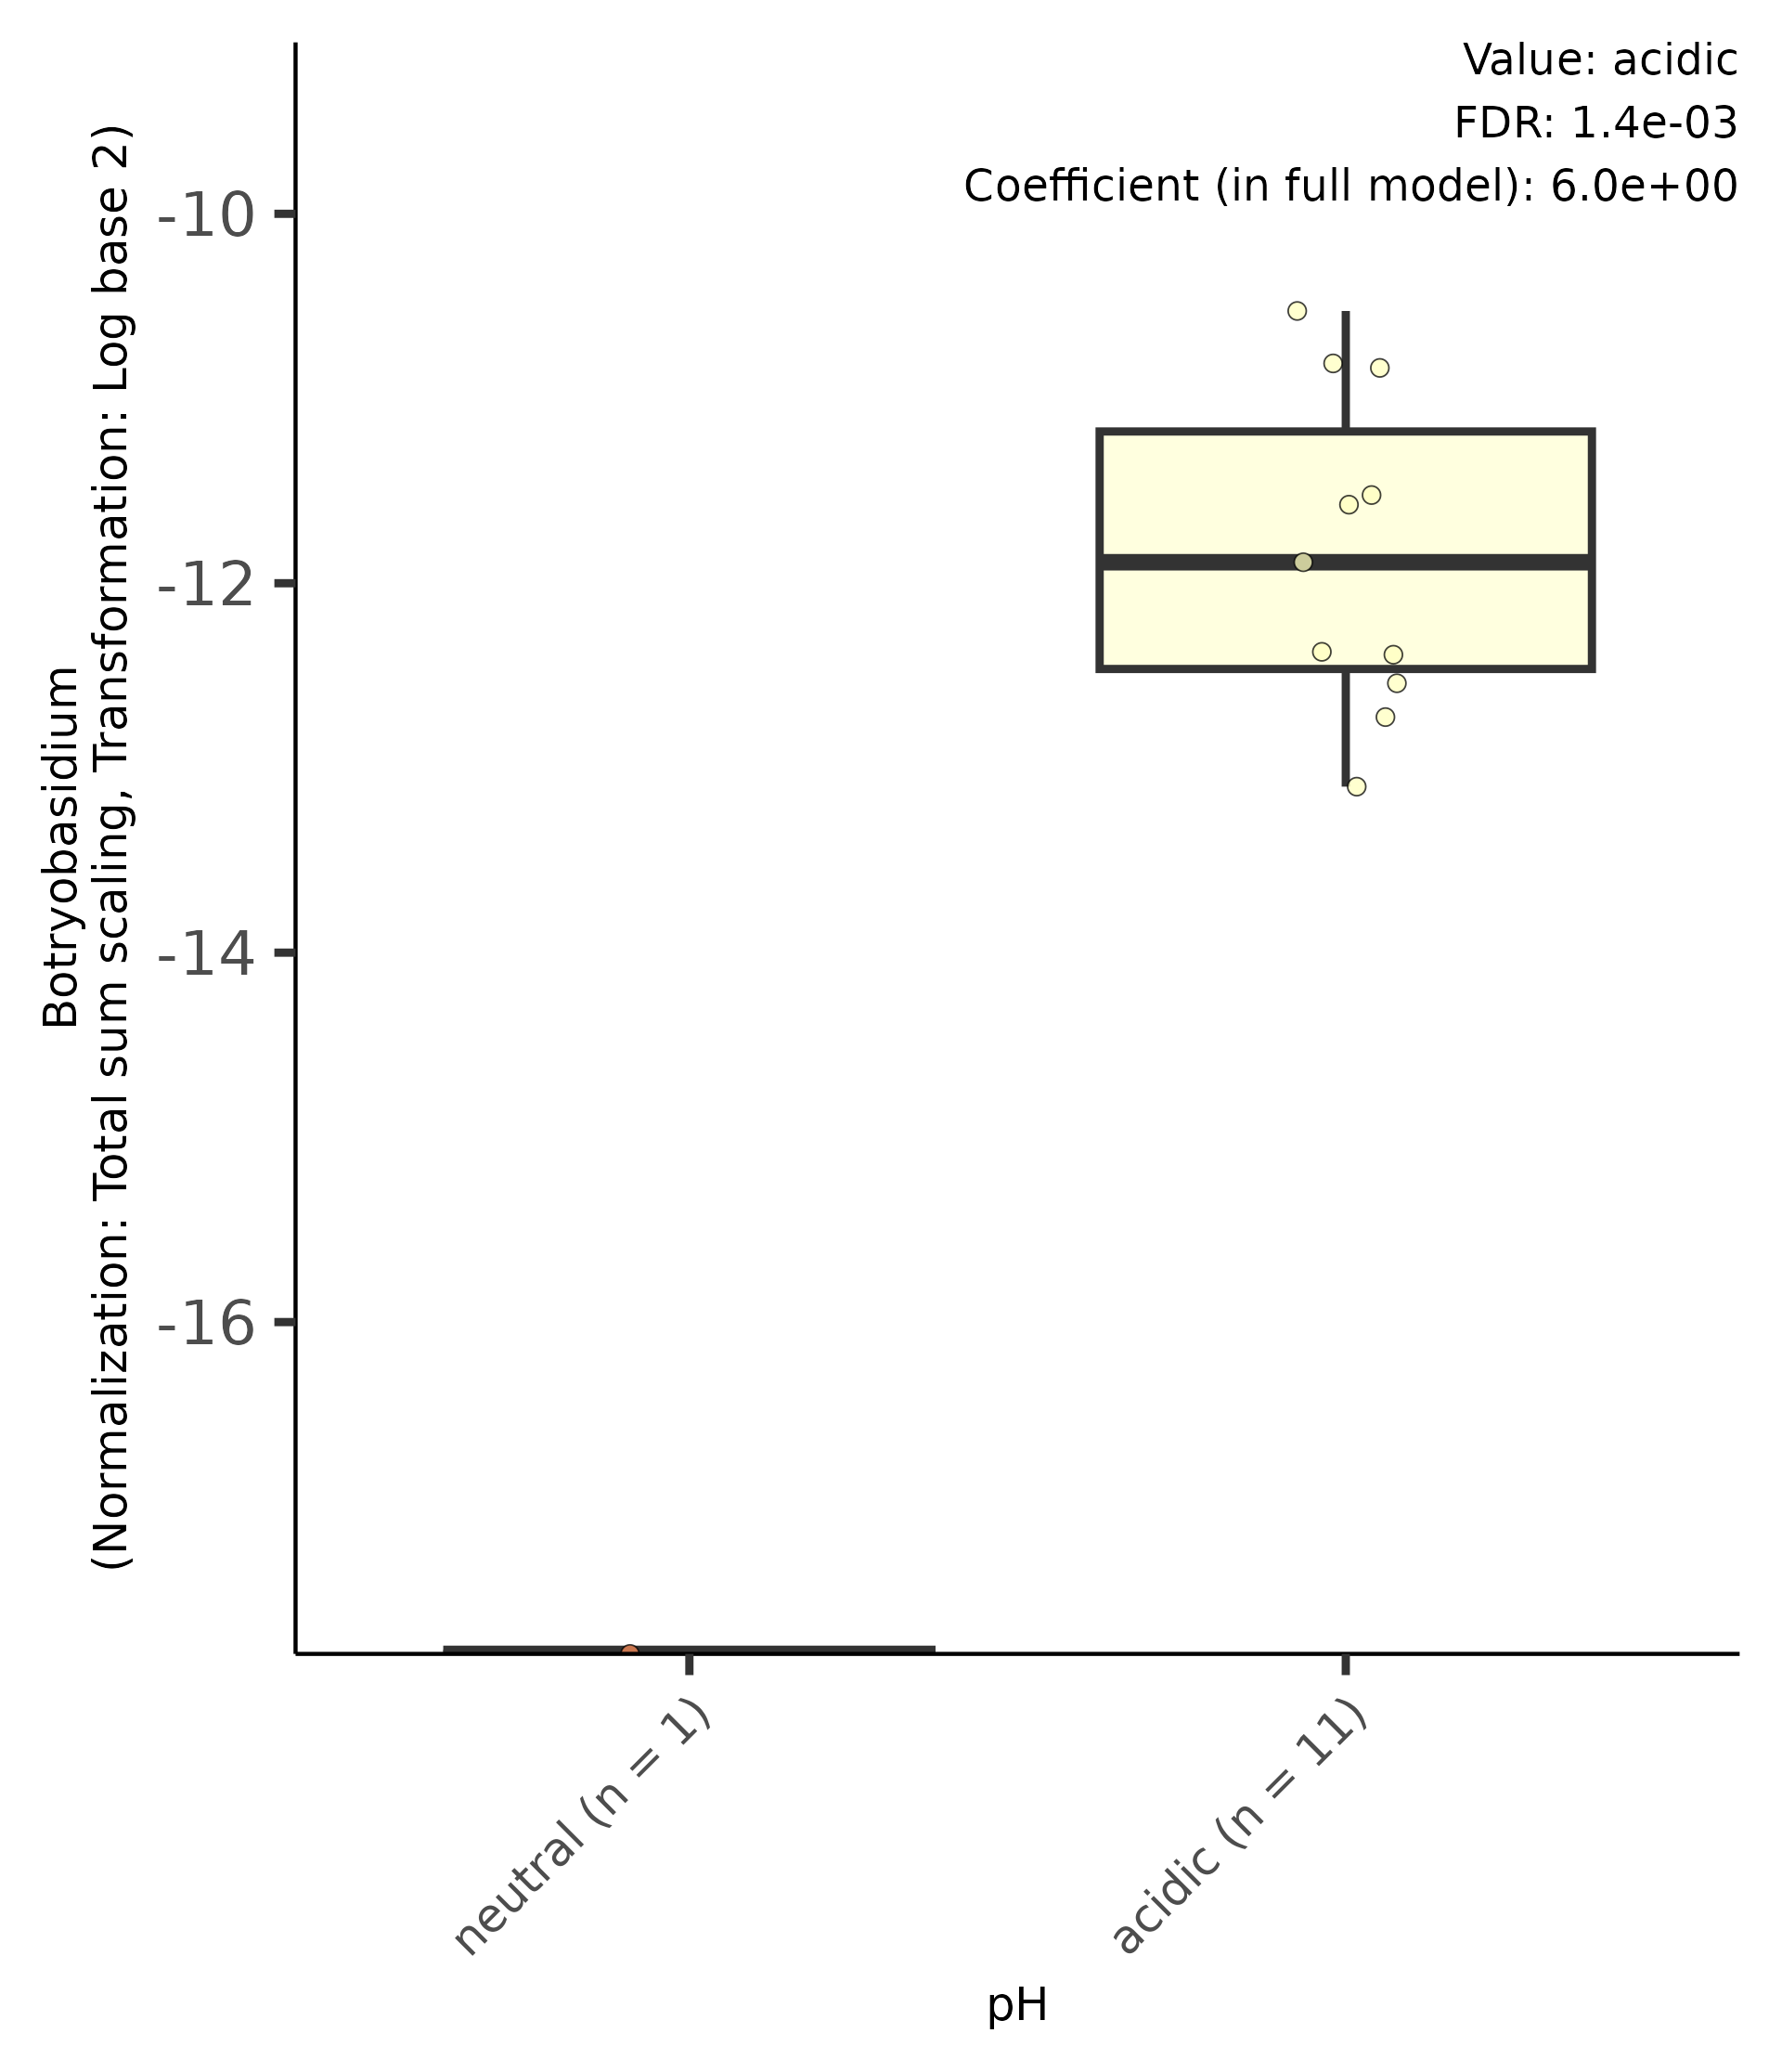 Value: acidic
FDR: 1.4e-03
Coefficient (in full model): 6.0e+00
Botryobasidium
(Normalization: Total sum scaling, Transformation: Log base 2)
-10
-12
-14
-16
neutral (n = 1)
acidic (n = 11)
pH